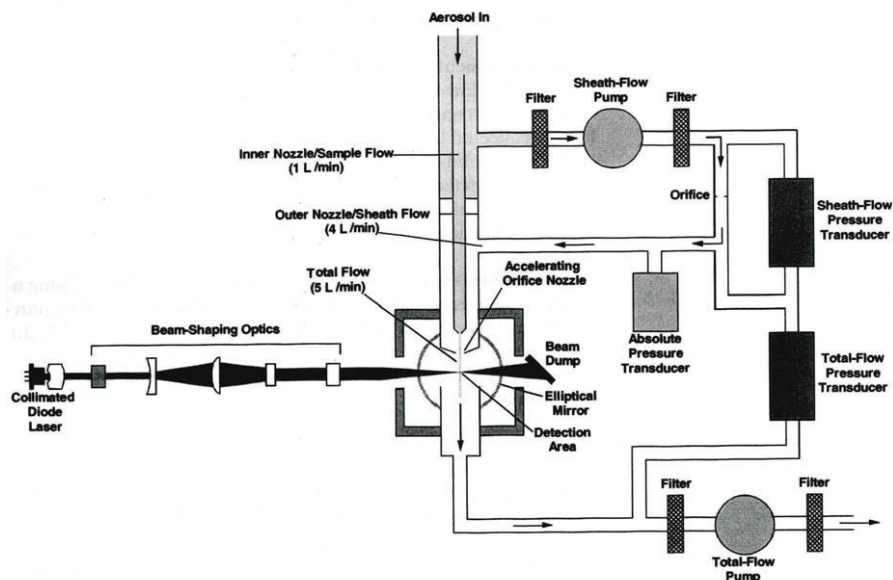 Aerosol In
Filter
Sheath-Flow
Pump
Filter
Inner Nozzle/Sample Flow
(1 L/min)
Orifice
Outer Nozzle/Sheath Flow
(4 L/min)
Sheath-Flow
Pressure
Transducer
Total Flow
(5 L/min)
Accelerating
Orifice Nozzle
Beam-Shaping Optics
Beam
Dump
Absolute
Pressure
Transducer
Total-Flow
Pressure
Transducer
Collimated
Diode
Laser
Elliptical
Mirror
Detection
Area
Filter
Filter
Total-Flow
Pump